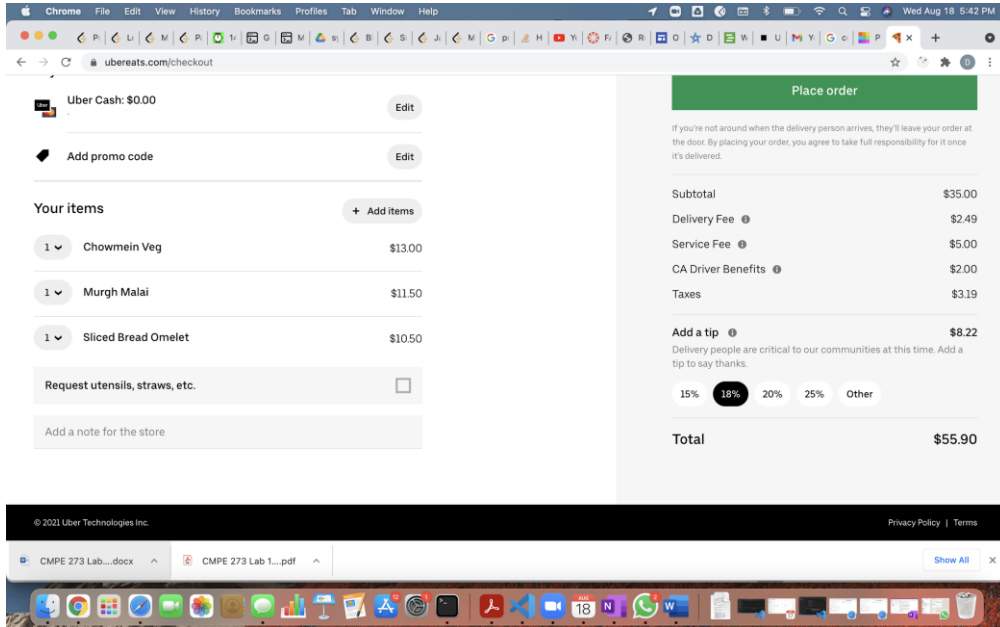 Chrome File Edit View History Bookmarks Profiles Tab Window Help
Wed Aug 18 5:42 PM
ubereats.com/checkout
Uber Cash: $0.00
Edit
Add promo code
Edit
Your items
+ Add items
1 Chowmein Veg $13.00
1 Murgh Malai $11.50
1 Sliced Bread Omelet $10.50
Request utensils, straws, etc.
Add a note for the store
Place order
If you're not around when the delivery person arrives, they'll leave your order at
the door. By placing your order, you agree to take full responsibility for it once
it's delivered.
Subtotal $35.00
Delivery Fee $2.49
Service Fee $5.00
CA Driver Benefits $2.00
Taxes $3.19
Add a tip $8.22
Delivery people are critical to our communities at this time. Add a
tip to say thanks.
15% 18% 20% 25% Other
Total $55.90
© 2021 Uber Technologies Inc.
Privacy Policy | Terms
CMPE 273 Lab....docx
CMPE 273 Lab 1....pdf
Show All
AUG
18